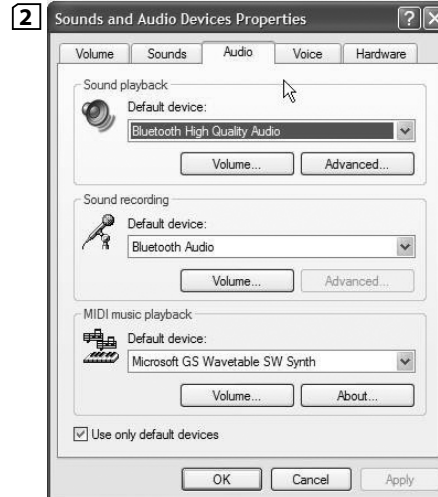 2
Sounds and Audio Devices Properties
Volume Sounds Audio Voice Hardware
Sound playback
Default device:
Bluetooth High Quality Audio
Volume... Advanced...
Sound recording
Default device:
Bluetooth Audio
Volume... Advanced...
MIDI music playback
Default device:
Microsoft GS Wavetable SW Synth
Volume... About...
Use only default devices
OK Cancel Apply